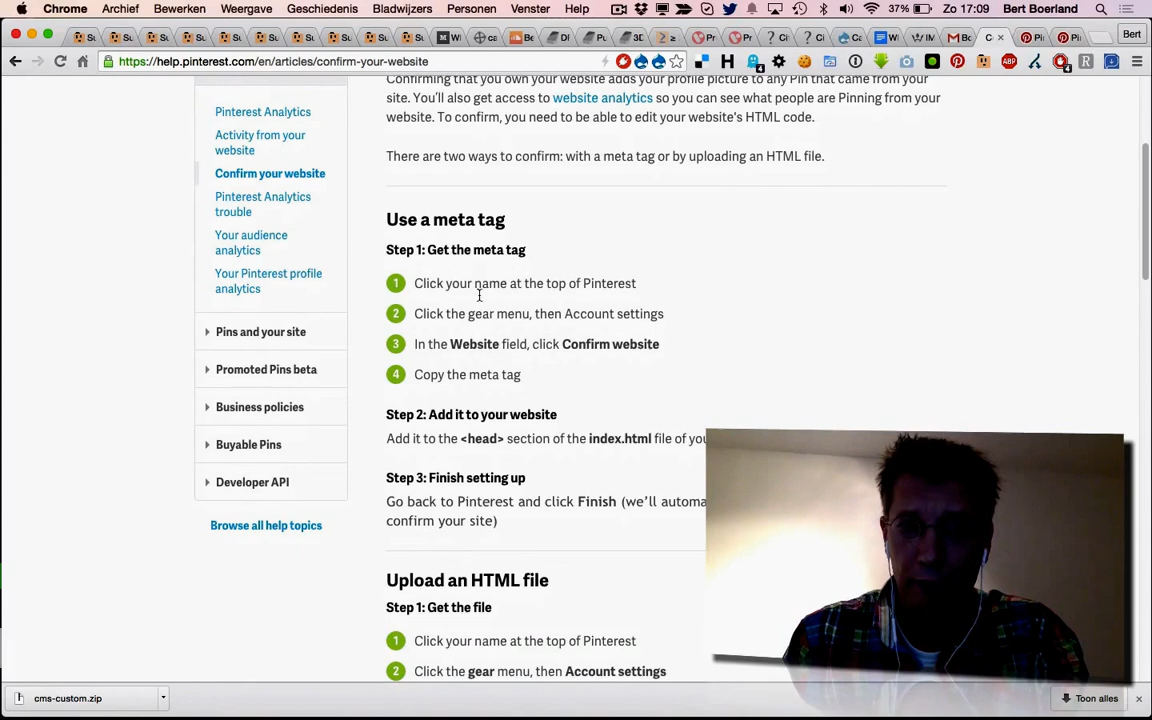 Chrome Archief Bewerken Weergave Geschiedenis Bladwijzers Personen Venster Help 37% Zo 17:09 Bert Boerland
Bert
https://help.pinterest.com/en/articles/confirm-your-website
Confirming that you own your website adds your profile picture to any Pin that came from your
site. You'll also get access to website analytics so you can see what people are Pinning from your
website. To confirm, you need to be able to edit your website's HTML code.
There are two ways to confirm: with a meta tag or by uploading an HTML file.
Pinterest Analytics
Activity from your
website
Confirm your website
Pinterest Analytics
trouble
Your audience
analytics
Your Pinterest profile
analytics
Pins and your site
Promoted Pins beta
Business policies
Buyable Pins
Developer API
Browse all help topics
Use a meta tag
Step 1: Get the meta tag
1 Click your name at the top of Pinterest
2 Click the gear menu, then Account settings
3 In the Website field, click Confirm website
4 Copy the meta tag
Step 2: Add it to your website
Add it to the <head> section of the index.html file of you
Step 3: Finish setting up
Go back to Pinterest and click Finish (we'll automa
confirm your site)
Upload an HTML file
Step 1: Get the file
1 Click your name at the top of Pinterest
2 Click the gear menu, then Account settings
cms-custom.zip
Toon alles